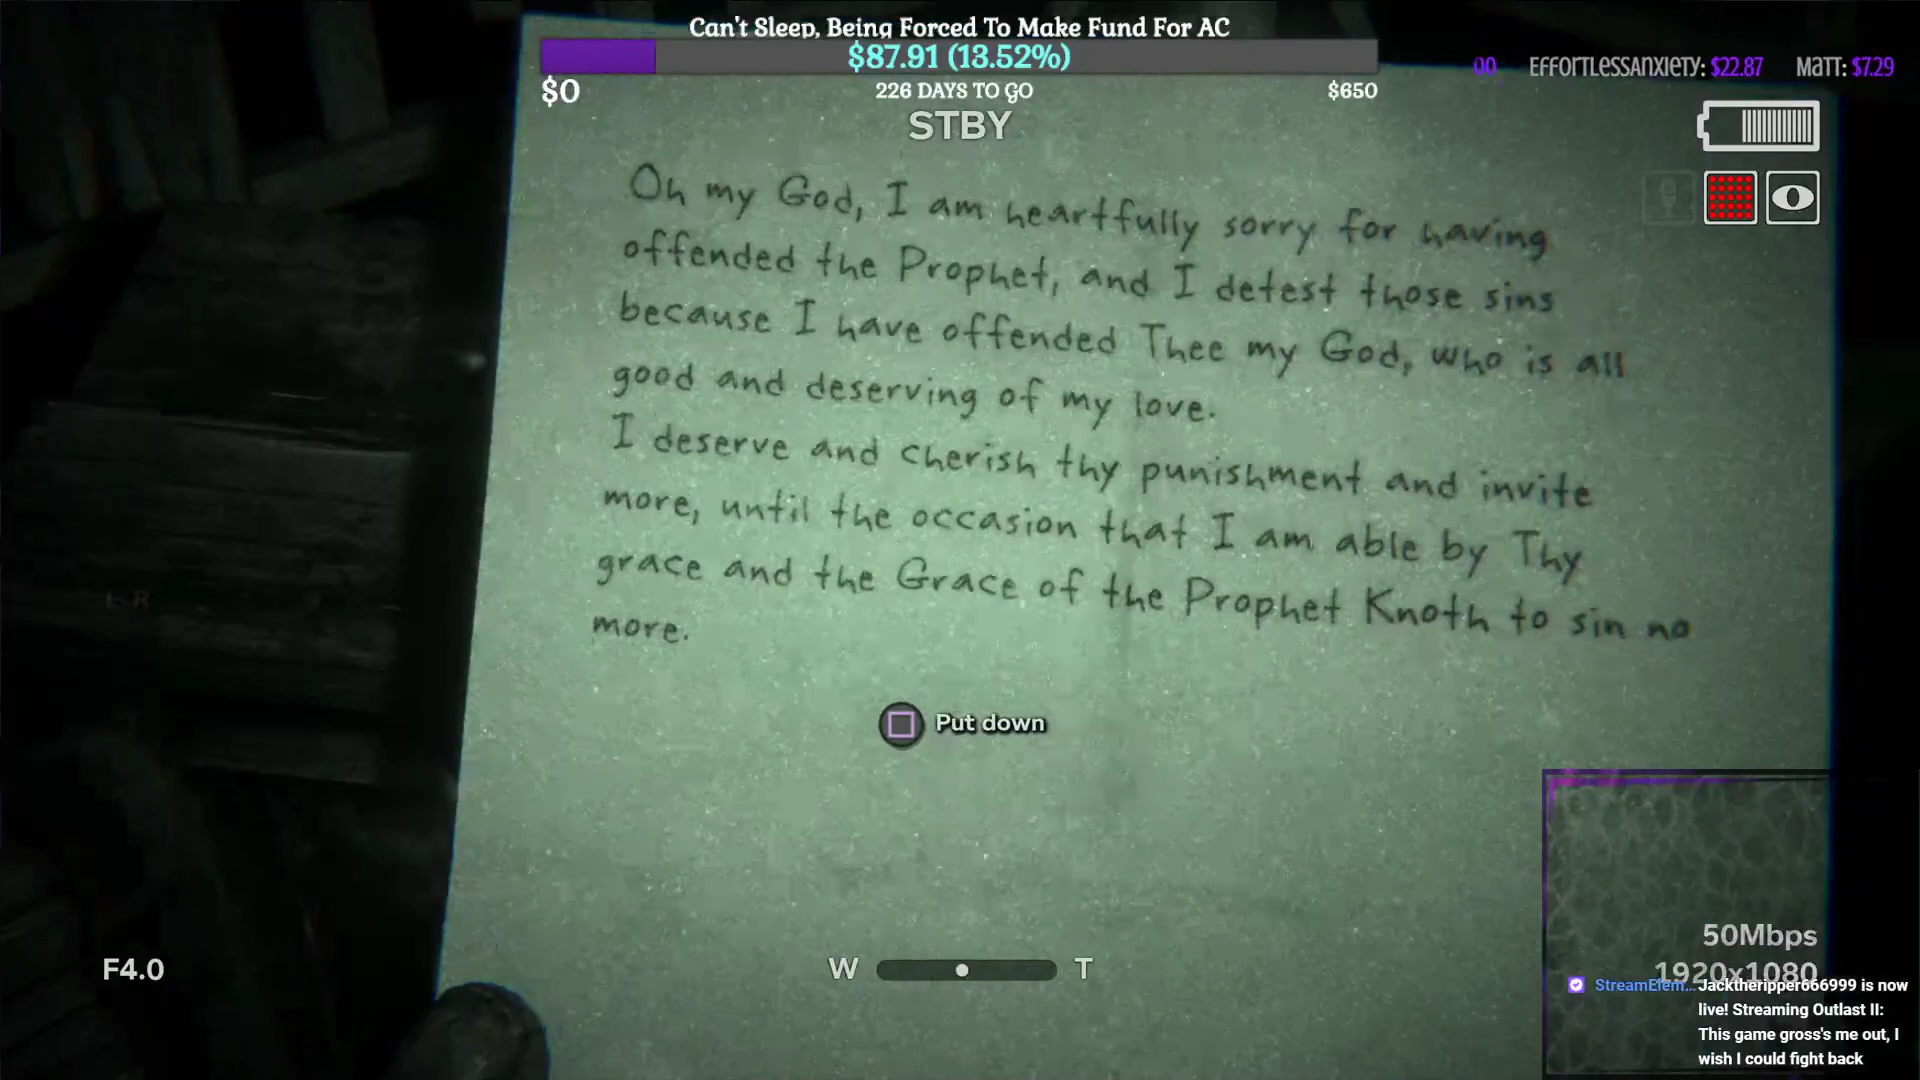 Can't Sleep, Being Forced To Make Fund For AC
$87.91 (13.52%)
$0
226 DAYS TO GO
$650
00 EffortlessAnxiety: $22.87 Matt: $7.29
STBY
Oh my God, I am heartfully sorry for having
offended the Prophet, and I detest those sins
because I have offended Thee my God, who is all
good and deserving of my love.
I deserve and cherish thy punishment and invite
more, until the occasion that I am able by Thy
grace and the Grace of the Prophet Knoth to sin no
more.
Put down
L R
F4.0
W T
50Mbps
1920x1080
StreamElem... Jacktheripper666999 is now
live! Streaming Outlast II:
This game gross's me out, I
wish I could fight back